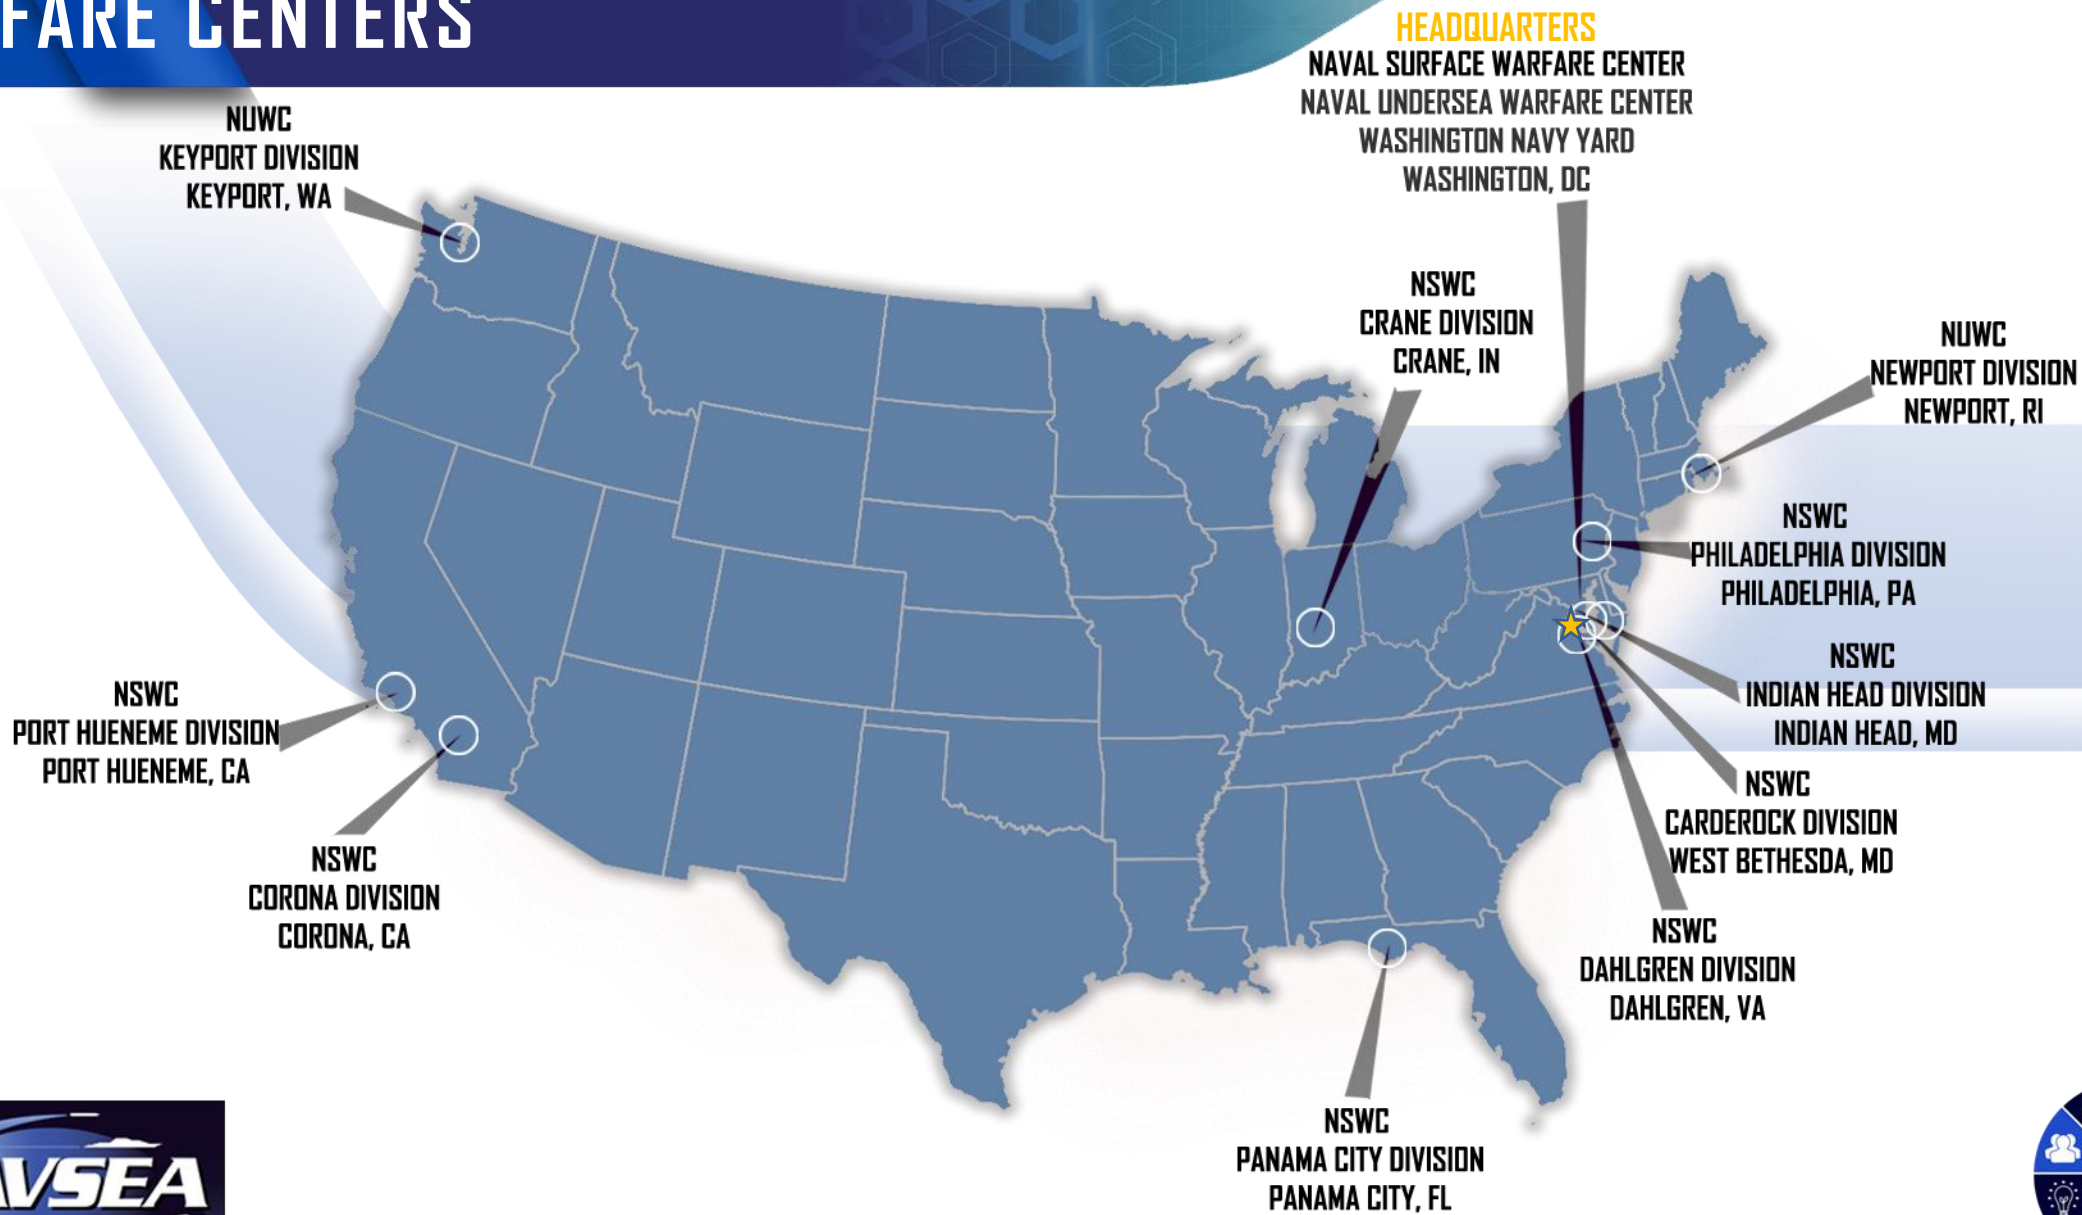 FARE CENTERS
HEADQUARTERS
NAVAL SURFACE WARFARE CENTER
NAVAL UNDERSEA WARFARE CENTER
WASHINGTON NAVY YARD
WASHINGTON, DC
NUWC
KEYPORT DIVISION
KEYPORT, WA
NSWC
CRANE DIVISION
CRANE, IN
NUWC
NEWPORT DIVISION
NEWPORT, RI
NSWC
PHILADELPHIA DIVISION
PHILADELPHIA, PA
NSWC
INDIAN HEAD DIVISION
INDIAN HEAD, MD
NSWC
PORT HUENEME DIVISION
PORT HUENEME, CA
NSWC
CARDEROCK DIVISION
WEST BETHESDA, MD
NSWC
CORONA DIVISION
CORONA, CA
NSWC
DAHLGREN DIVISION
DAHLGREN, VA
NSWC
PANAMA CITY DIVISION
PANAMA CITY, FL
AVSEA